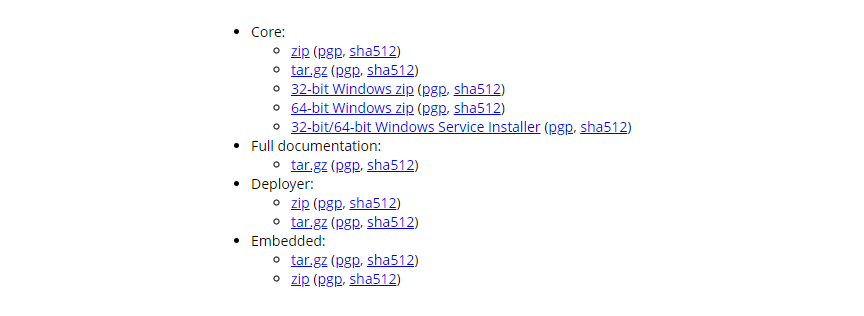 Core:
zip (pgp, sha512)
tar.gz (pgp, sha512)
32-bit Windows zip (pgp, sha512)
64-bit Windows zip (pgp, sha512)
32-bit/64-bit Windows Service Installer (pgp, sha512)
Full documentation:
tar.gz (pgp, sha512)
Deployer:
zip (pgp, sha512)
tar.gz (pgp, sha512)
Embedded:
tar.gz (pgp, sha512)
zip (pgp, sha512)